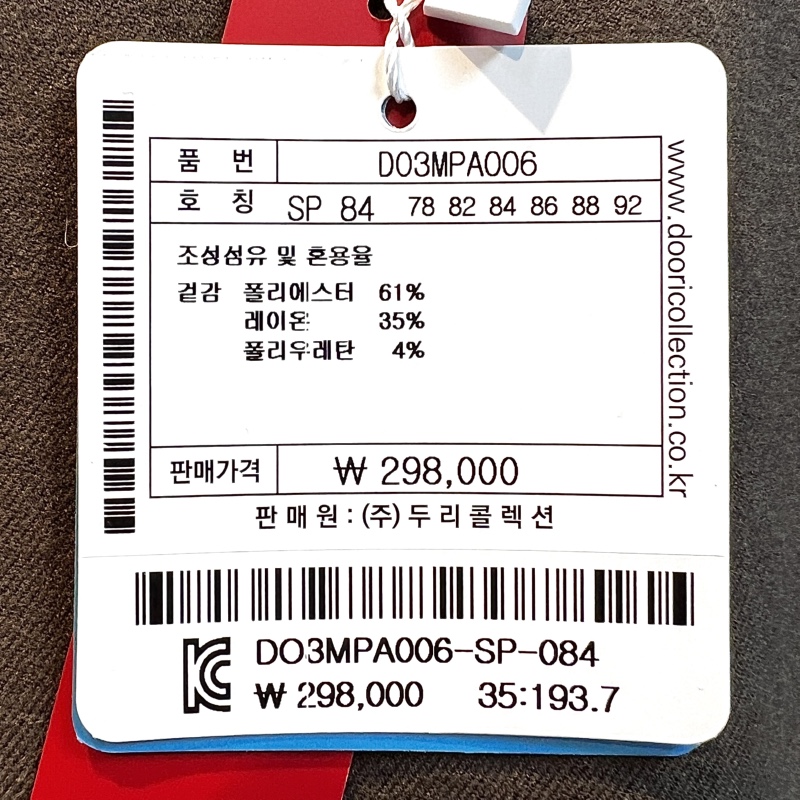 품 번 DO3MPA006
호 칭 SP 84 78 82 84 86 88 92
조성섬유 및 혼용율
겉감 폴리에스터 61%
레이온 35%
폴리우레탄 4%
판매가격 ₩ 298,000
판 매 원 : (주) 두 리 콜 렉 션
www.dooricollection.co.kr
DO3MPA006-SP-084
₩ 298,000 35:193.7